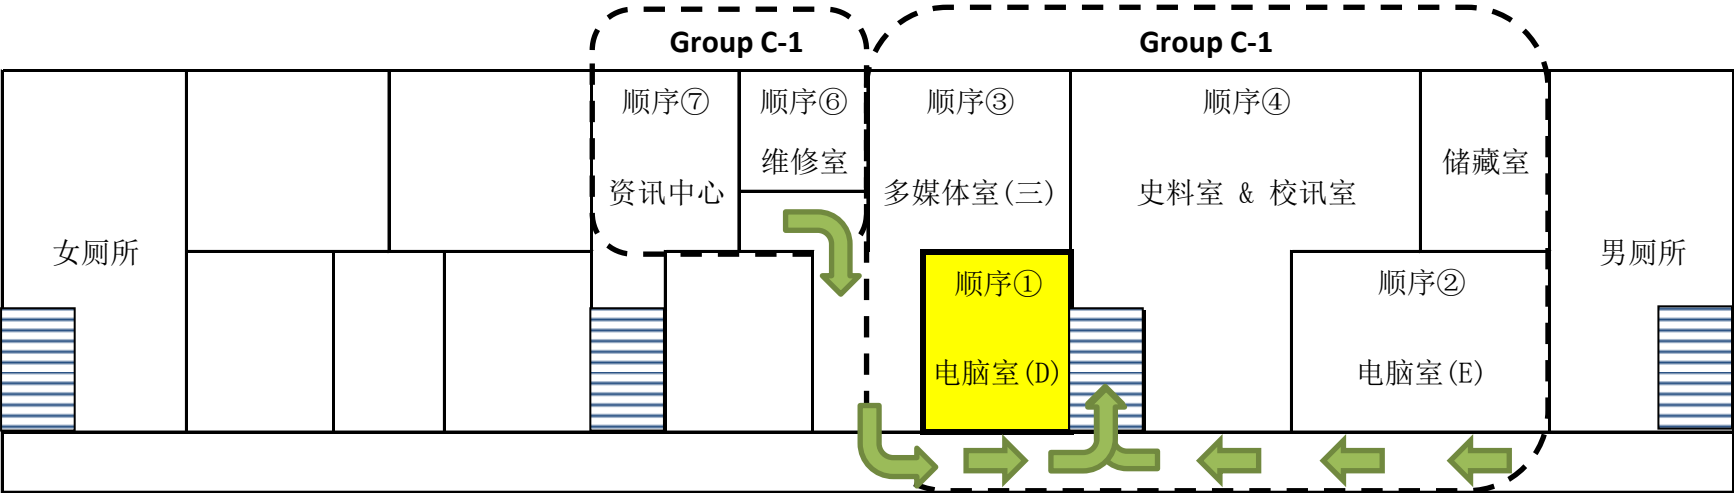 Group C-1
Group C-1
顺序⑦
顺序⑥
顺序③
顺序④
维修室
储藏室
资讯中心
多媒体室(三)
史料室 & 校讯室
女厕所
男厕所
顺序①
顺序②
电脑室(D)
电脑室(E)